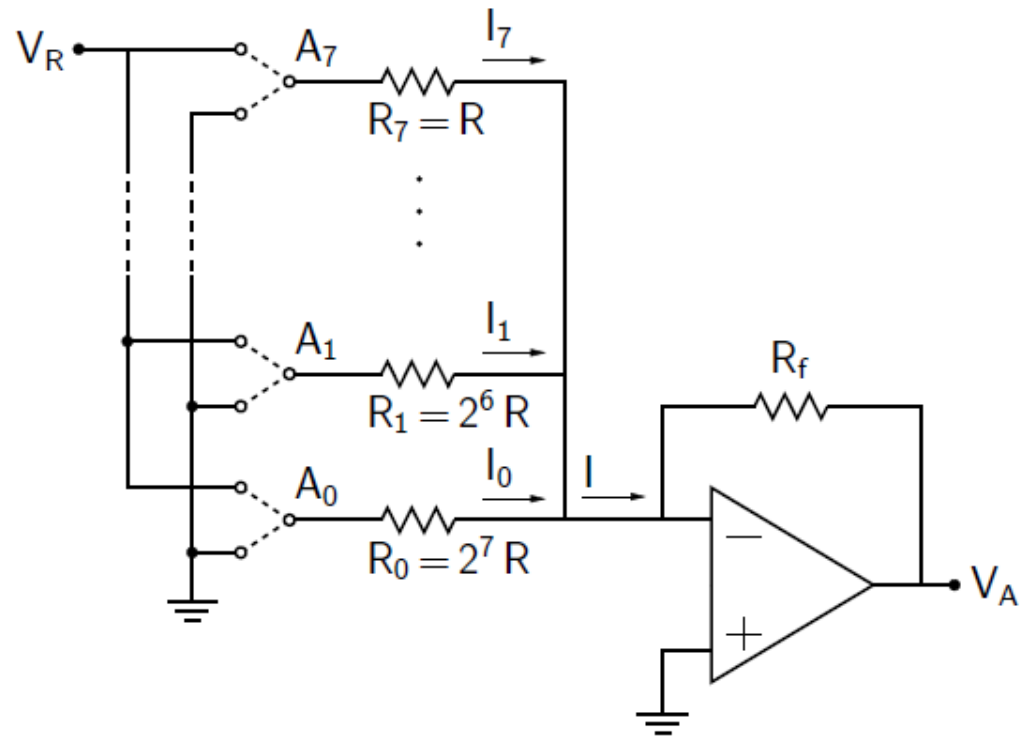 V_R
A_7
I_7
R_7 = R
A_1
I_1
R_1 = 2^6 R
R_f
A_0
I_0
I
R_0 = 2^7 R
−
+
V_A